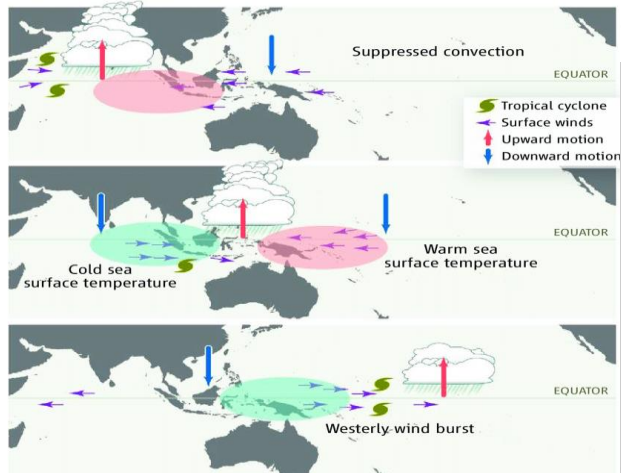 Suppressed convection
EQUATOR
Tropical cyclone
Surface winds
Upward motion
Downward motion
Cold sea
surface temperature
Warm sea
surface temperature
EQUATOR
Westerly wind burst